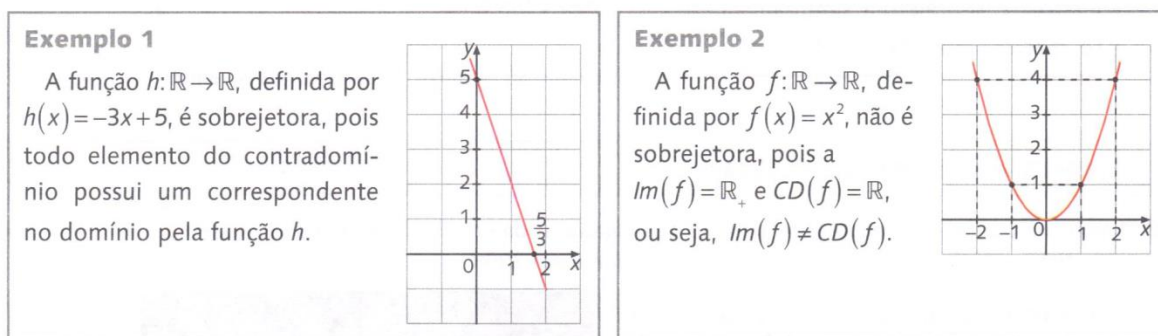 Exemplo 1
A função h: ℝ → ℝ, definida por
h(x) = –3x + 5, é sobrejetora, pois
todo elemento do contradomí-
nio possui um correspondente
no domínio pela função h.
y
5
4
3
2
1
5/3
0 1 2 x
Exemplo 2
A função f: ℝ → ℝ, de-
finida por f(x) = x², não é
sobrejetora, pois a
Im(f) = ℝ₊ e CD(f) = ℝ,
ou seja, Im(f) ≠ CD(f).
y
4
3
2
1
–2 –1 0 1 2 x